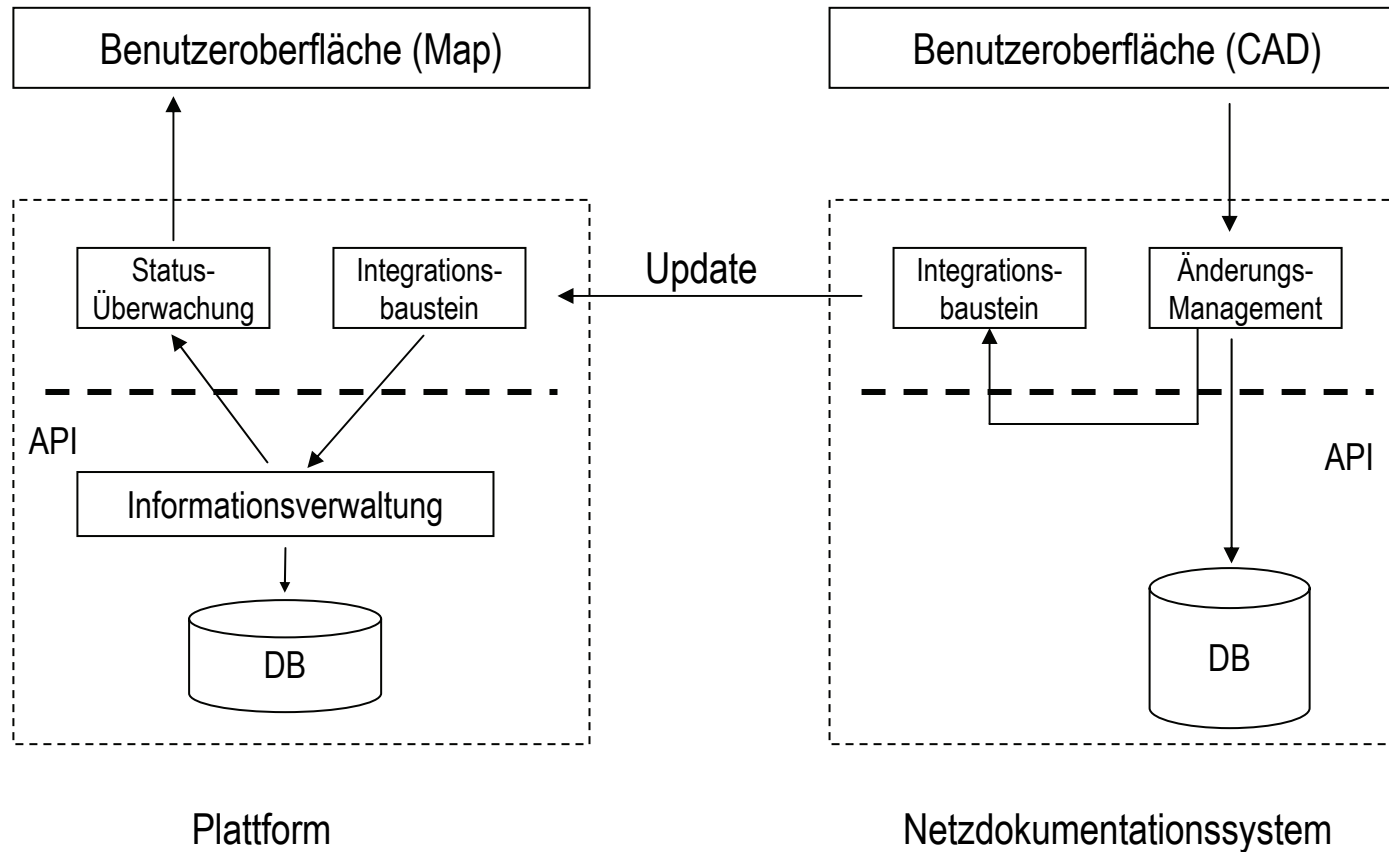 Benutzeroberfläche (Map)
Benutzeroberfläche (CAD)
Status-
Überwachung
Integrations-
baustein
Update
Integrations-
baustein
Änderungs-
Management
API
API
Informationsverwaltung
DB
DB
Plattform
Netzdokumentationssystem